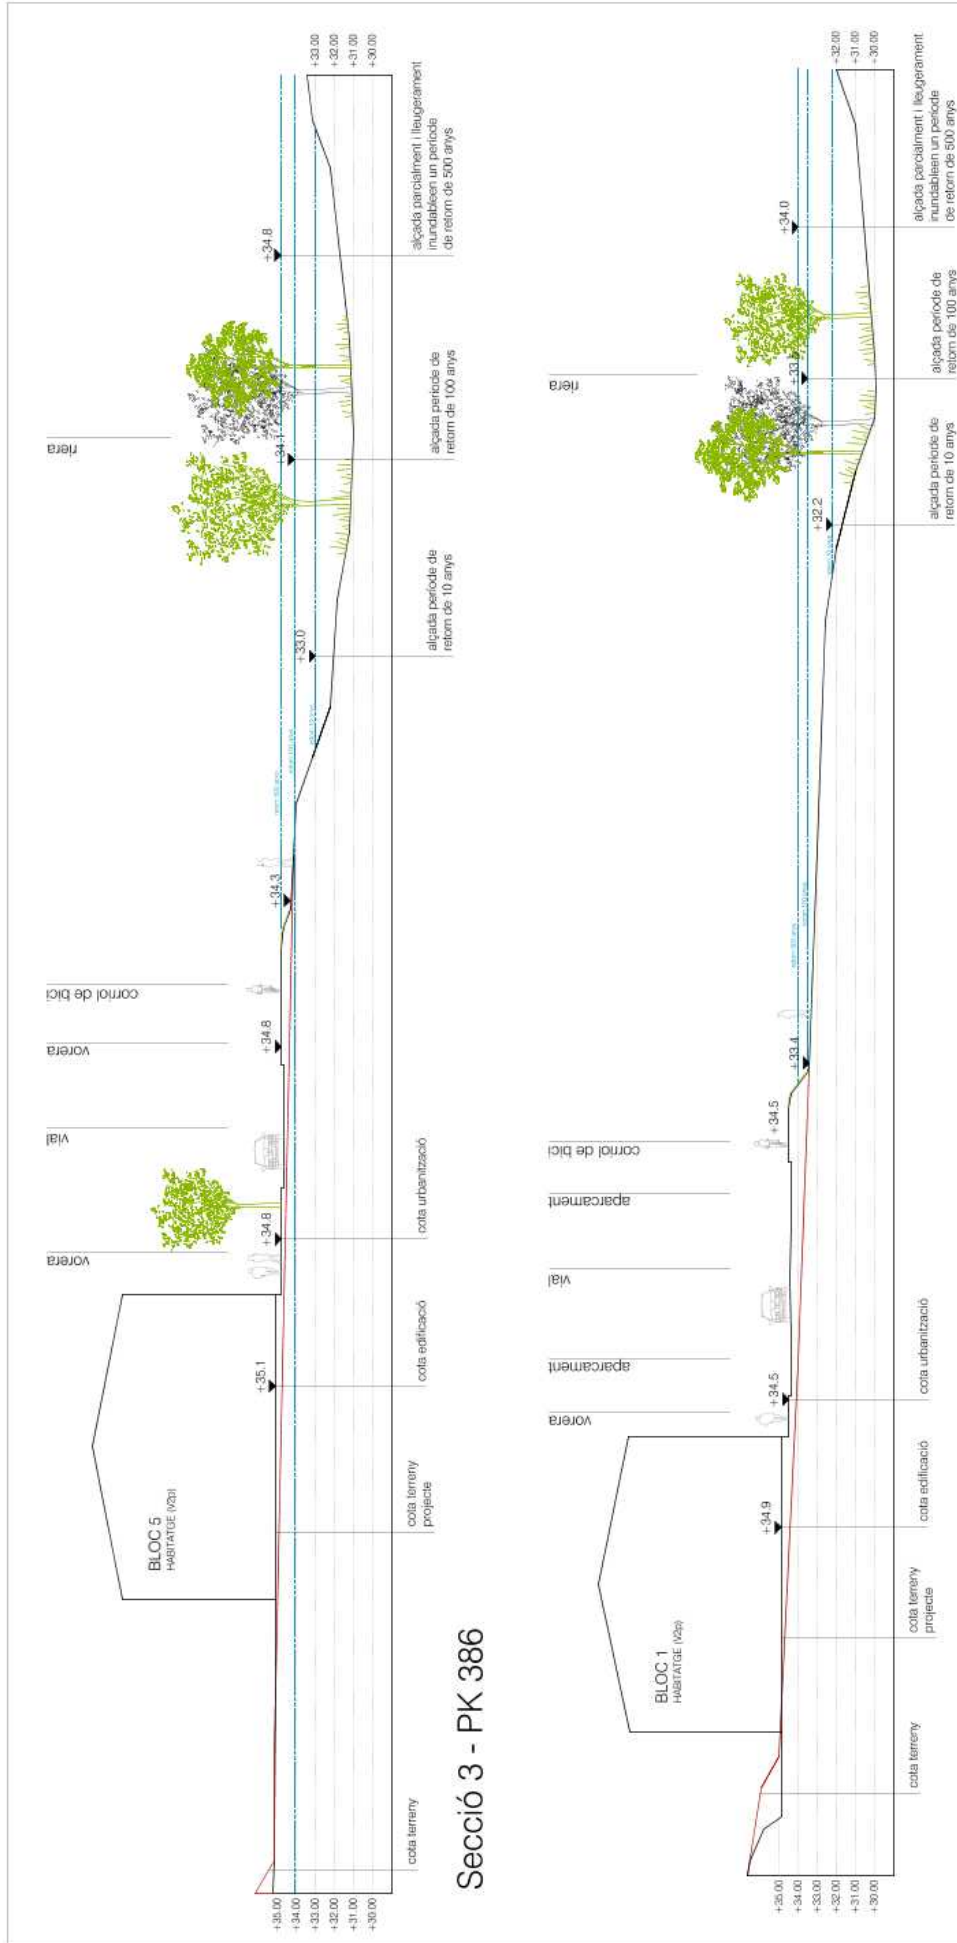 vorera
vial
vorera
corriol de bici
riera
BLOC 5
HABITATGE (V2p)
+35.1
+34.8
+34.8
+34.3
+33.0
+34.1
+34.8
+35.00
+34.00
+33.00
+32.00
+31.00
+30.00
+33.00
+32.00
+31.00
+30.00
cota terreny
cota terreny
projecte
cota edificació
cota urbanització
alçada període de
retorn de 10 anys
alçada període de
retorn de 100 anys
alçada parcialment i lleugerament
inundableen un període
de retorn de 500 anys
Secció 3 - PK 386
vorera
aparcament
vial
aparcament
corriol de bici
riera
BLOC 1
HABITATGE (V2p)
+34.9
+34.5
+34.5
+33.4
+32.2
+34.0
+35.00
+34.00
+33.00
+32.00
+31.00
+30.00
+32.00
+31.00
+30.00
cota terreny
cota terreny
projecte
cota edificació
cota urbanització
alçada període de
retorn de 10 anys
alçada període de
retorn de 100 anys
alçada parcialment i lleugerament
inundableen un període
de retorn de 500 anys